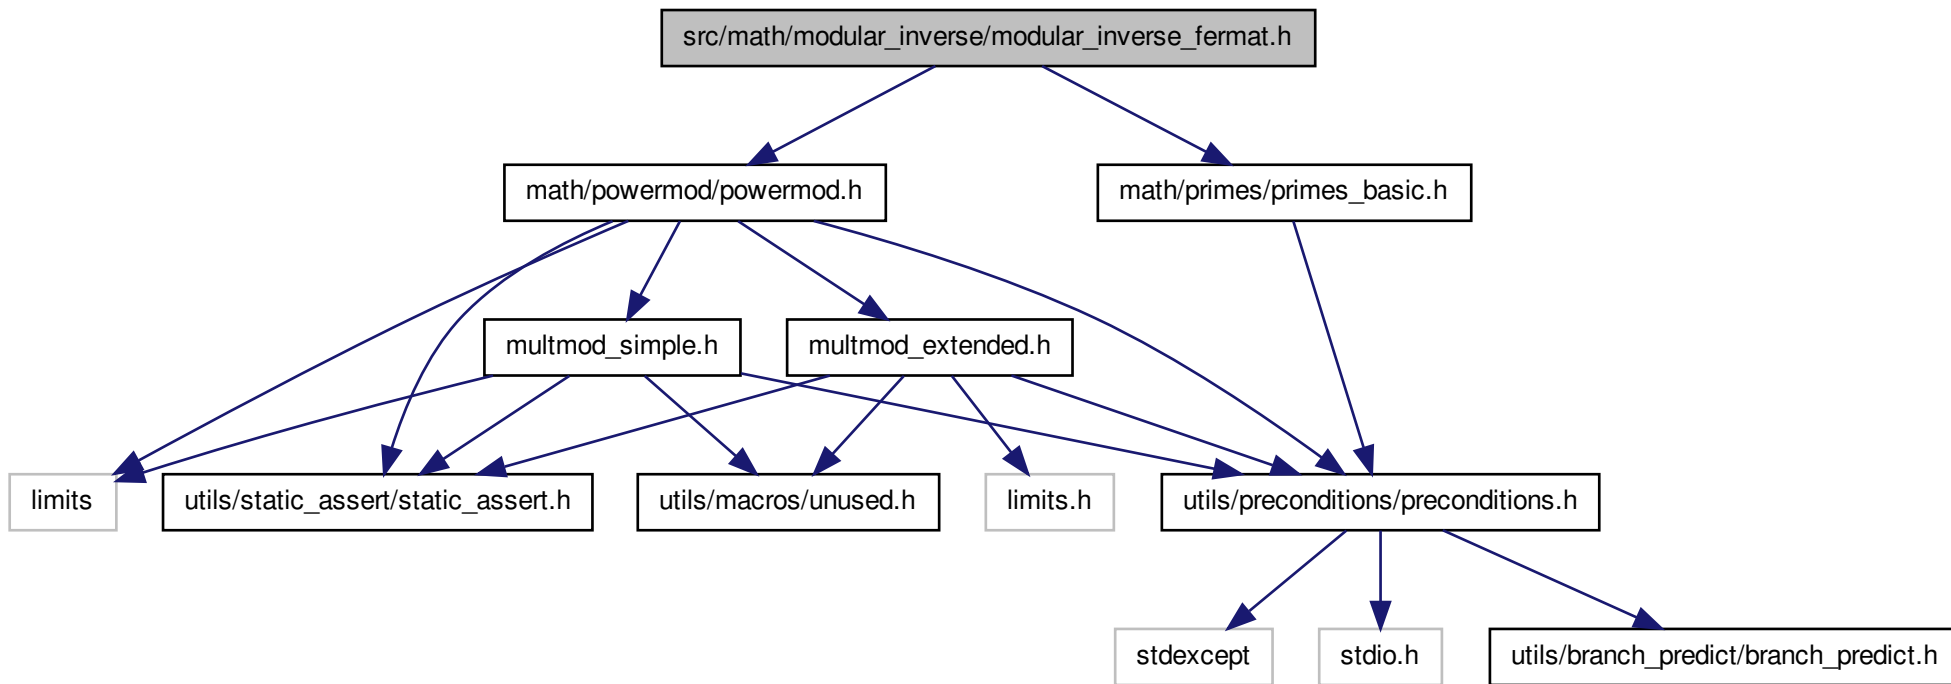 src/math/modular_inverse/modular_inverse_fermat.h
math/powermod/powermod.h
math/primes/primes_basic.h
multmod_simple.h
multmod_extended.h
limits
utils/static_assert/static_assert.h
utils/macros/unused.h
limits.h
utils/preconditions/preconditions.h
stdexcept
stdio.h
utils/branch_predict/branch_predict.h